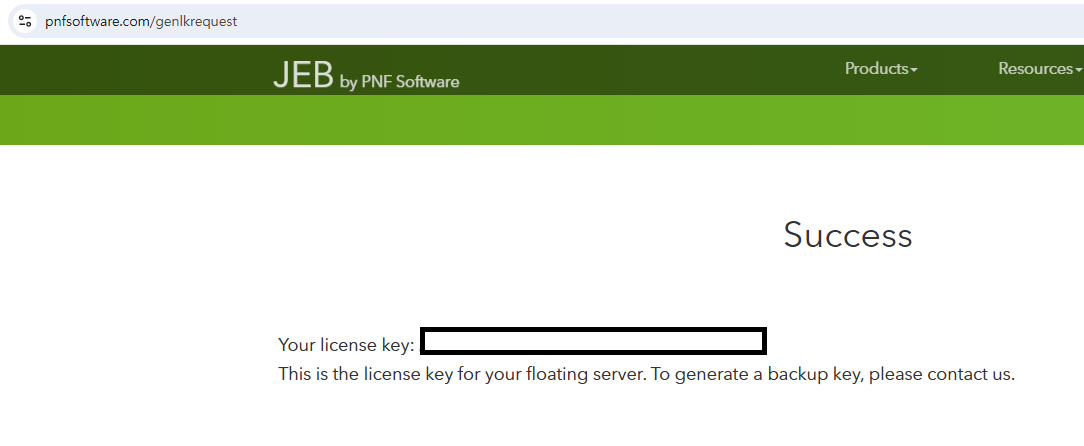 pnfsoftware.com/genlkrequest
JEB by PNF Software Products Resources
Success
Your license key:
This is the license key for your floating server. To generate a backup key, please contact us.